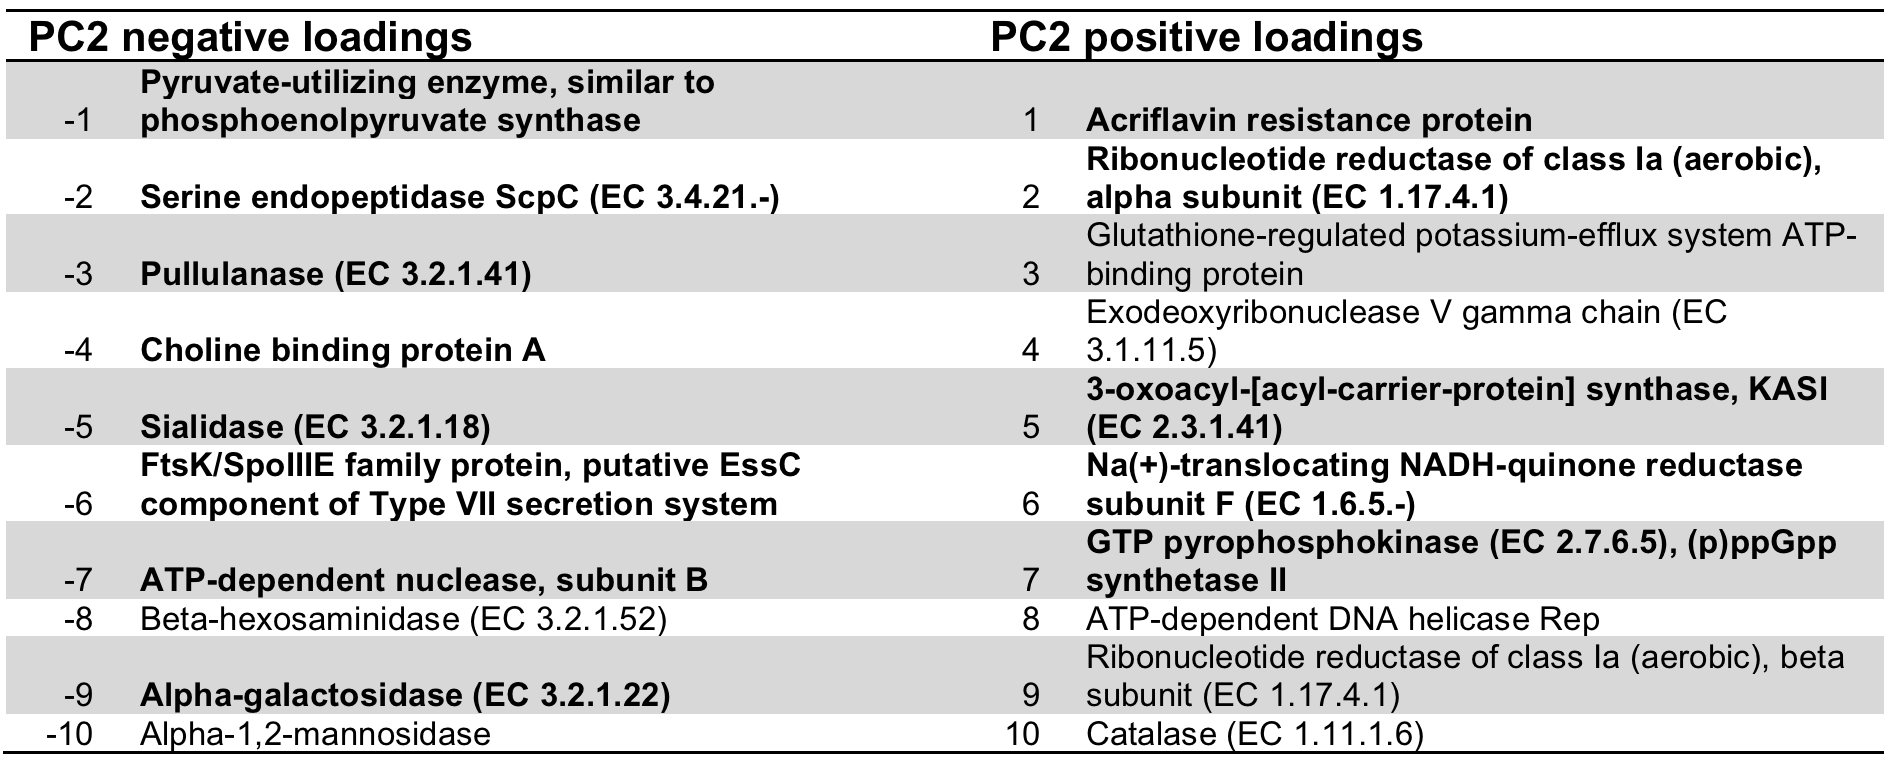 PC2 negative loadings
PC2 positive loadings
Pyruvate-utilizing enzyme, similar to
-1 phosphoenolpyruvate synthase
1 Acriflavin resistance protein
-2 Serine endopeptidase ScpC (EC 3.4.21.-)
Ribonucleotide reductase of class Ia (aerobic),
2 alpha subunit (EC 1.17.4.1)
-3 Pullulanase (EC 3.2.1.41)
Glutathione-regulated potassium-efflux system ATP-
3 binding protein
-4 Choline binding protein A
Exodeoxyribonuclease V gamma chain (EC
4 3.1.11.5)
-5 Sialidase (EC 3.2.1.18)
3-oxoacyl-[acyl-carrier-protein] synthase, KASI
5 (EC 2.3.1.41)
FtsK/SpoIIIE family protein, putative EssC
-6 component of Type VII secretion system
Na(+)-translocating NADH-quinone reductase
6 subunit F (EC 1.6.5.-)
-7 ATP-dependent nuclease, subunit B
GTP pyrophosphokinase (EC 2.7.6.5), (p)ppGpp
7 synthetase II
-8 Beta-hexosaminidase (EC 3.2.1.52)
8 ATP-dependent DNA helicase Rep
-9 Alpha-galactosidase (EC 3.2.1.22)
Ribonucleotide reductase of class Ia (aerobic), beta
9 subunit (EC 1.17.4.1)
-10 Alpha-1,2-mannosidase
10 Catalase (EC 1.11.1.6)